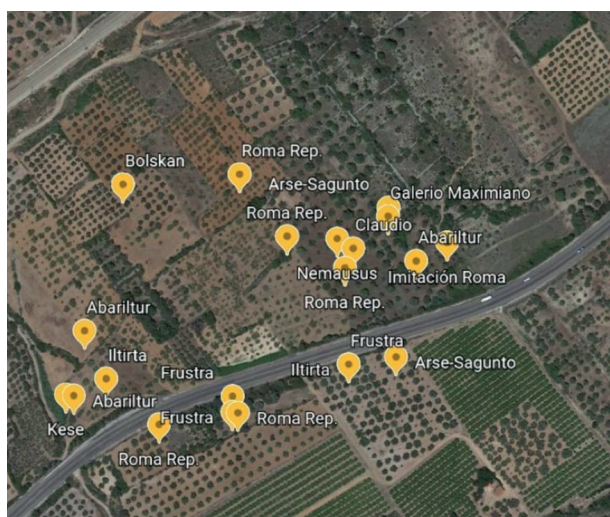 Roma Rep.
Bolskan
Arse-Sagunto
Galerio Maximiano
Roma Rep.
Claudio
Abariltur
Nemausus
Imitación Roma
Roma Rep.
Abariltur
Frustra
Iltirta
Frustra
Iltirta
Arse-Sagunto
Abariltur
Kese
Frustra
Roma Rep.
Roma Rep.